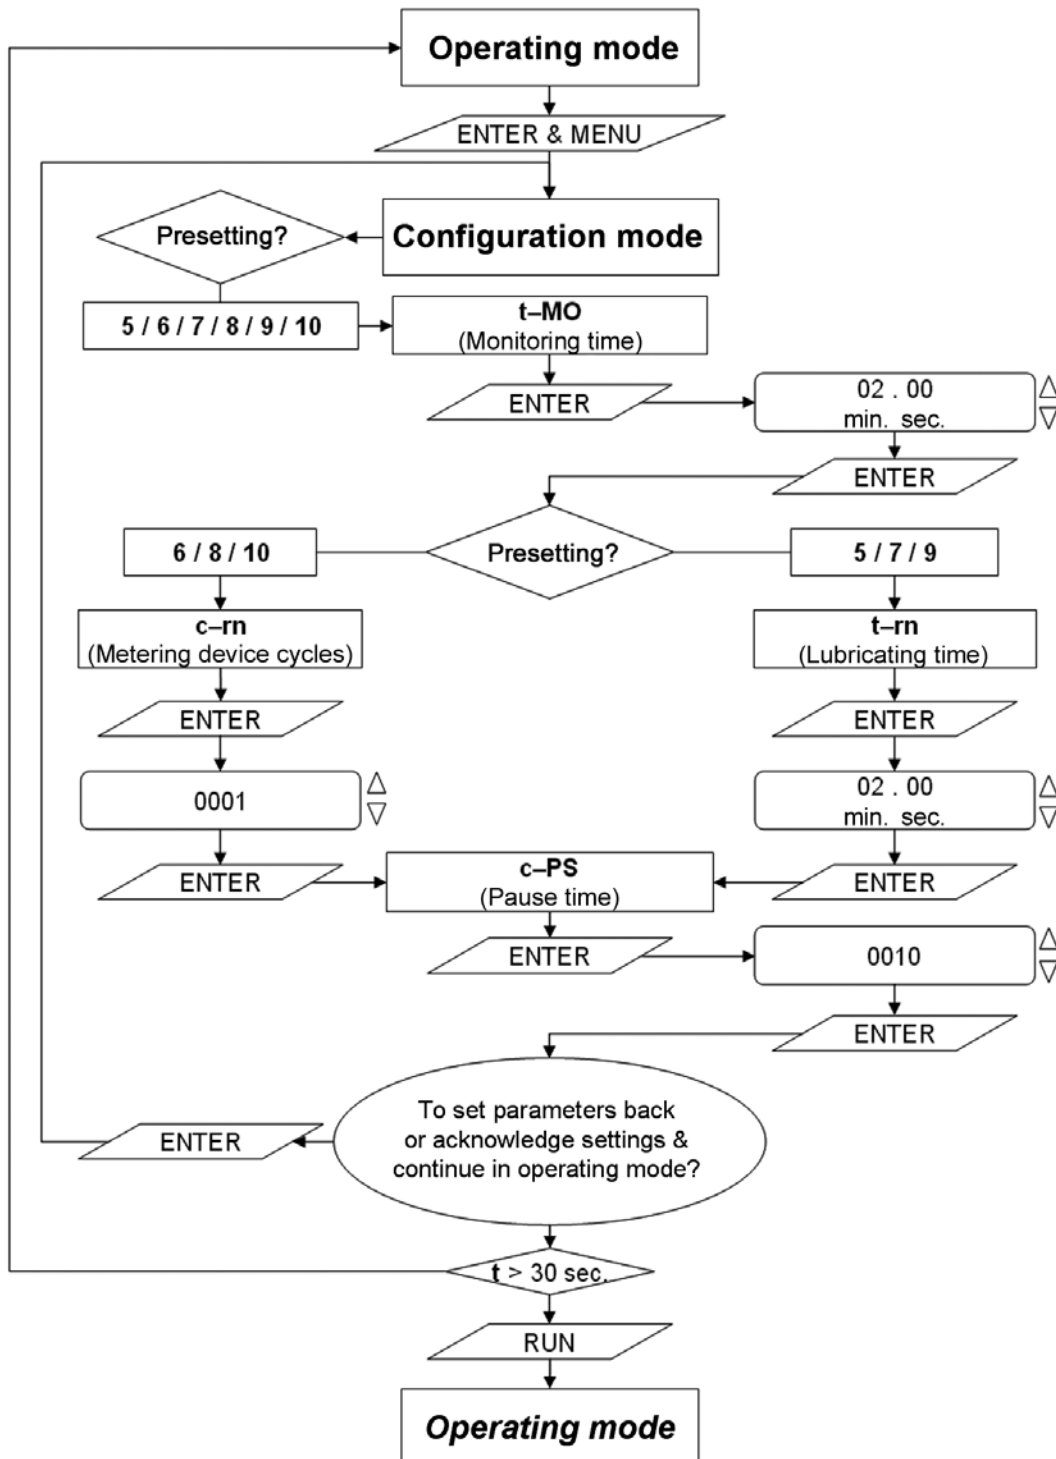 Operating mode
ENTER & MENU
Presetting?
Configuration mode
5 / 6 / 7 / 8 / 9 / 10
t–MO
(Monitoring time)
ENTER
02 . 00
min. sec.
ENTER
6 / 8 / 10
Presetting?
5 / 7 / 9
c–rn
(Metering device cycles)
t–rn
(Lubricating time)
ENTER
ENTER
0001
02 . 00
min. sec.
ENTER
c–PS
(Pause time)
ENTER
ENTER
0010
ENTER
To set parameters back
or acknowledge settings &
continue in operating mode?
ENTER
t > 30 sec.
RUN
Operating mode